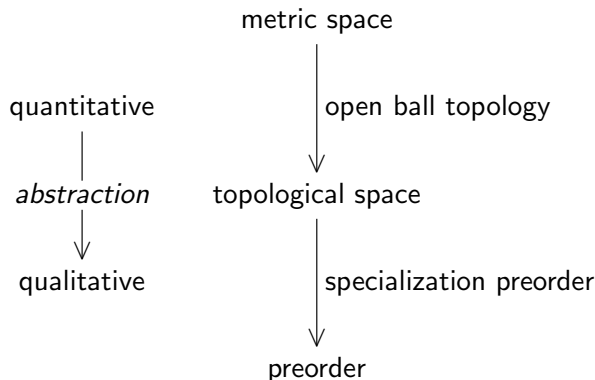 metric space
quantitative
open ball topology
abstraction
topological space
qualitative
specialization preorder
preorder